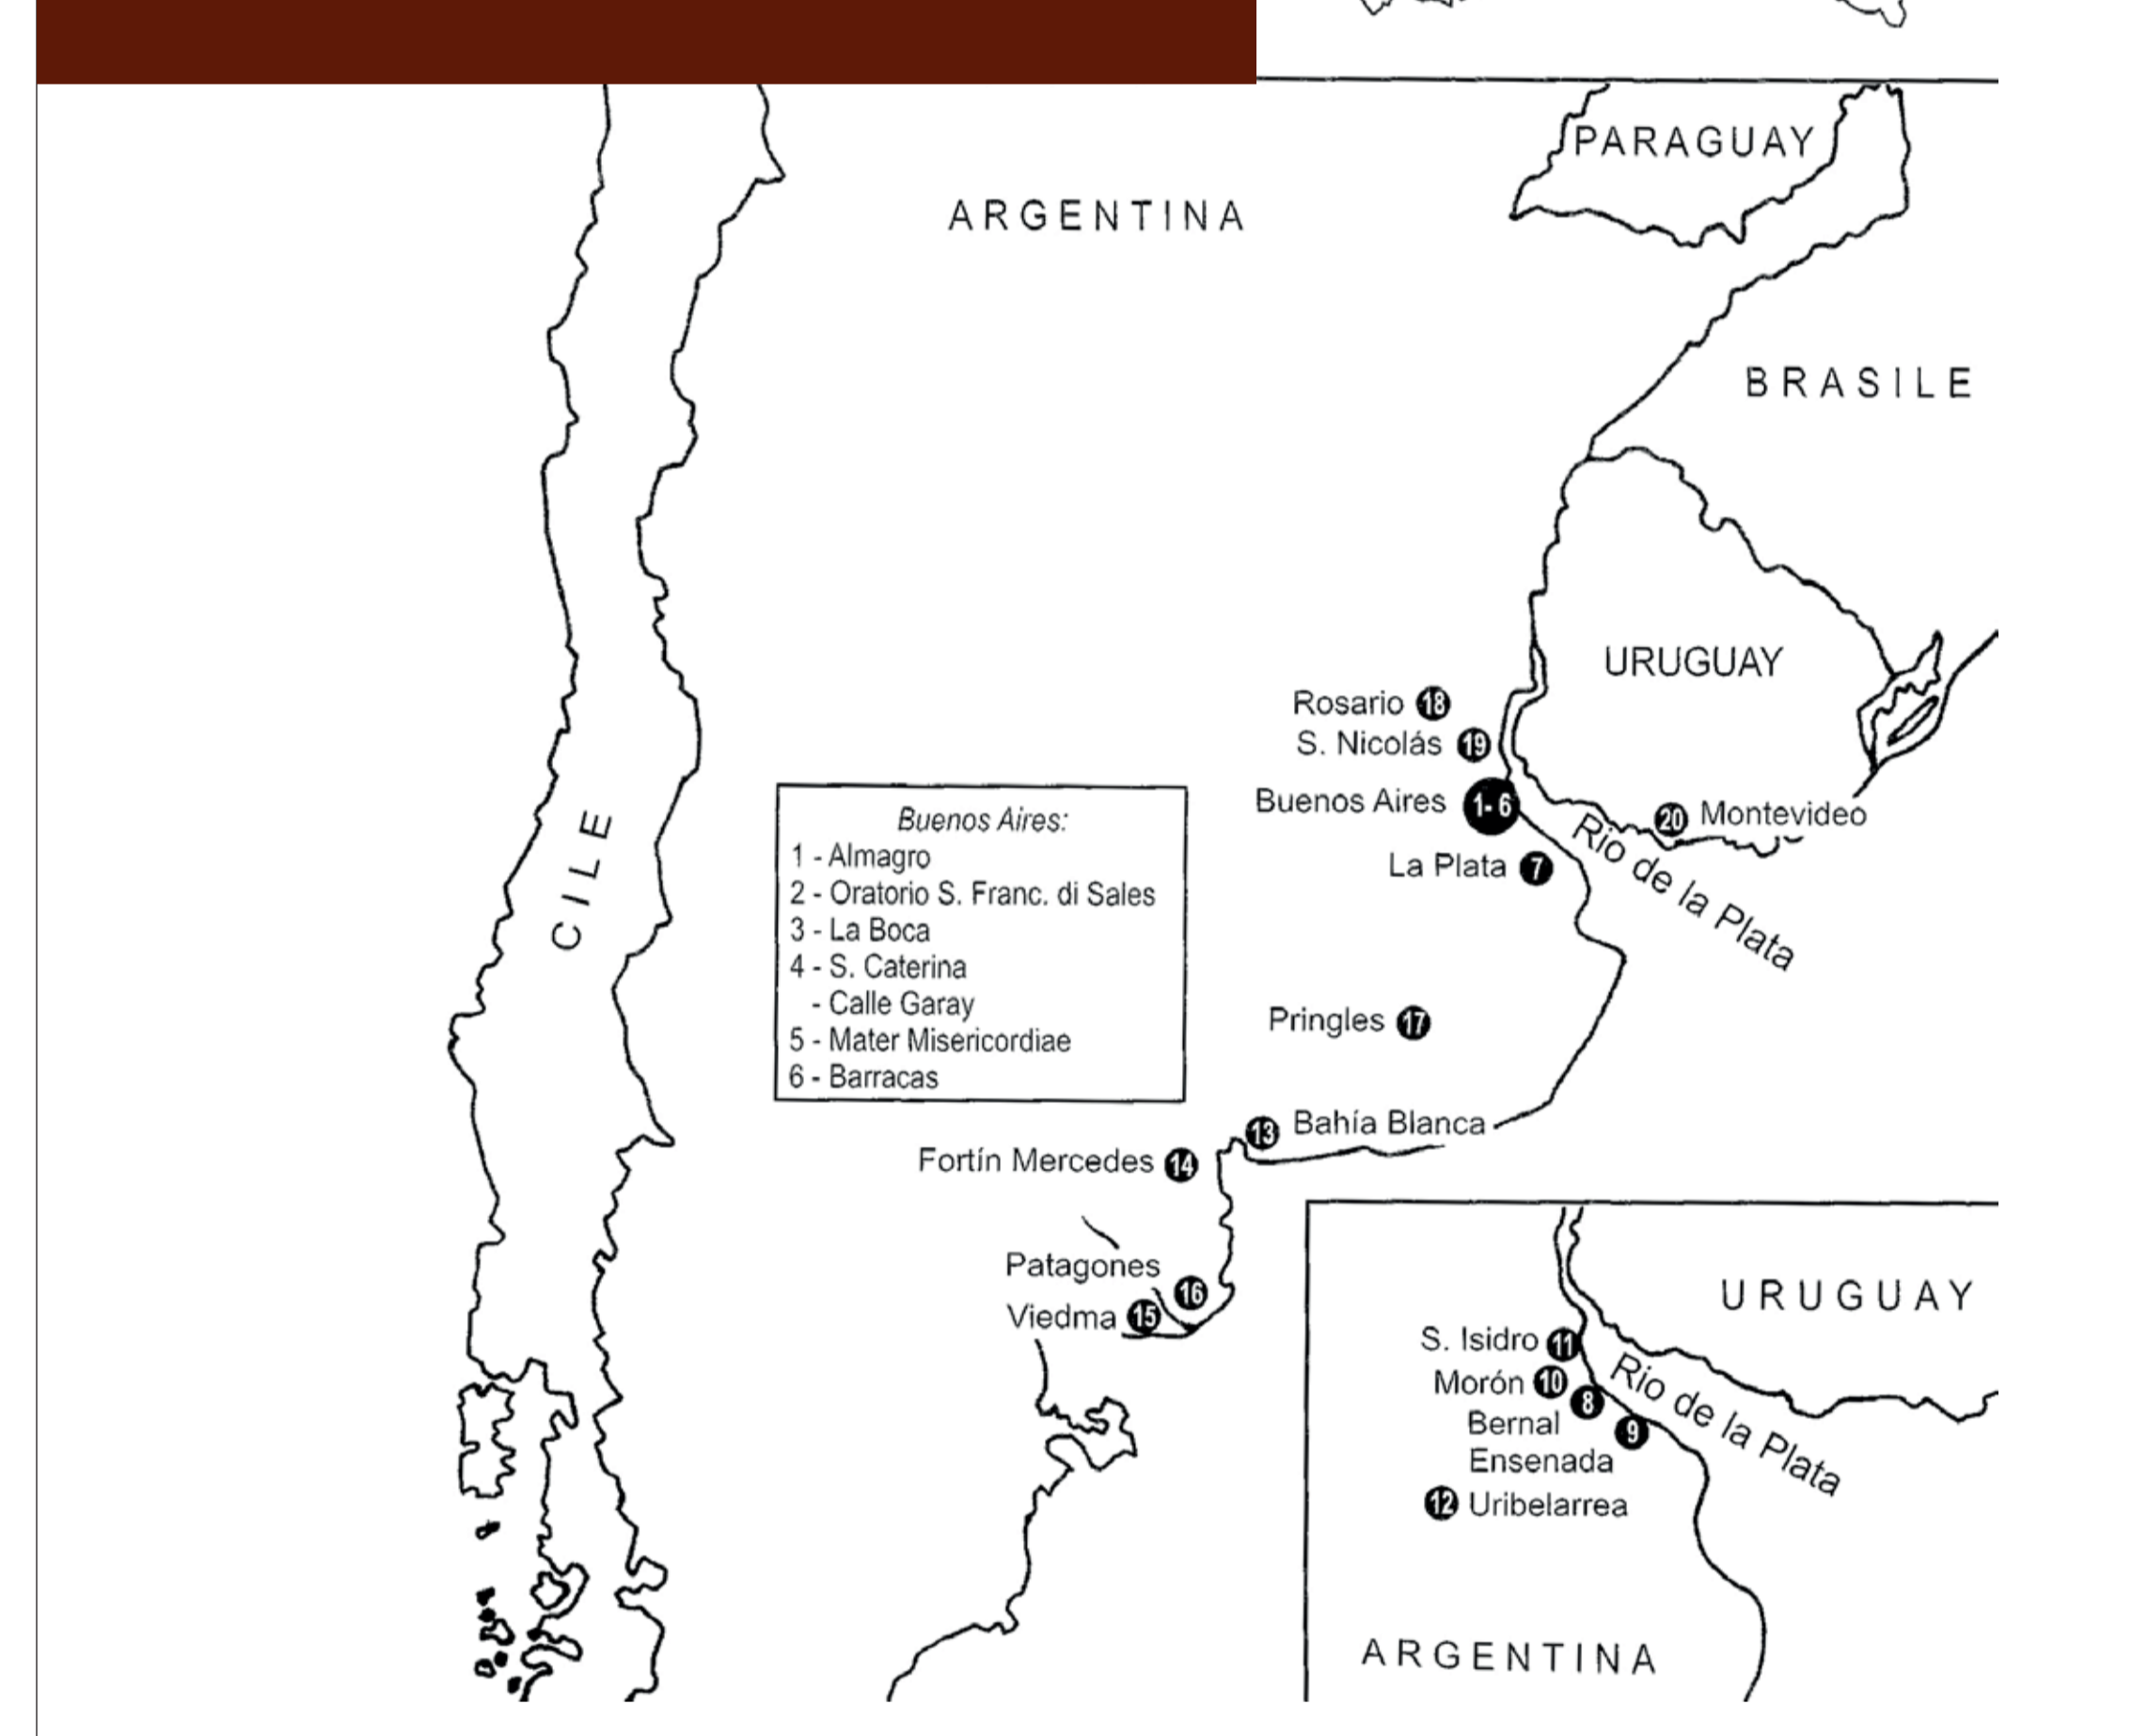 PARAGUAY
ARGENTINA
BRASILE
URUGUAY
Rosario 18
S. Nicolás 19
Buenos Aires 1-6
20 Montevideo
La Plata 7
Rio de la Plata
CILE
Buenos Aires:
1 - Almagro
2 - Oratorio S. Franc. di Sales
3 - La Boca
4 - S. Caterina
- Calle Garay
5 - Mater Misericordiae
6 - Barracas
Pringles 17
13 Bahía Blanca
Fortín Mercedes 14
Patagones 16
Viedma 15
URUGUAY
S. Isidro 11
Morón 10
8
Bernal
9
Ensenada
Rio de la Plata
12 Uribelarrea
ARGENTINA